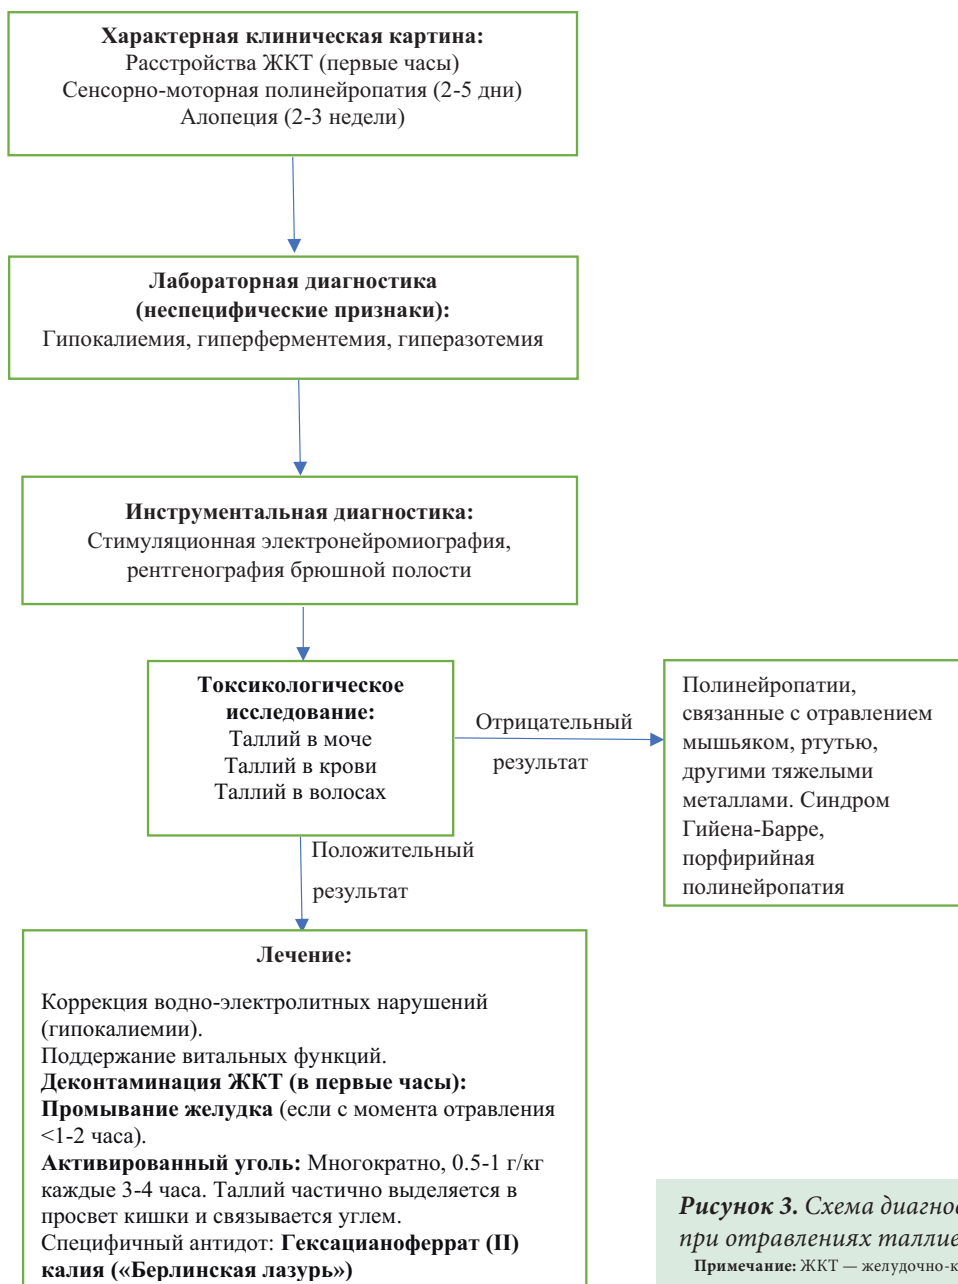 Характерная клиническая картина:
Расстройства ЖКТ (первые часы)
Сенсорно-моторная полинейропатия (2-5 дни)
Алопеция (2-3 недели)
Лабораторная диагностика
(неспецифические признаки):
Гипокалиемия, гиперферментемия, гиперазотемия
Инструментальная диагностика:
Стимуляционная электронейромиография,
рентгенография брюшной полости
Токсикологическое
исследование:
Таллий в моче
Таллий в крови
Таллий в волосах
Отрицательный
результат
Полинейропатии,
связанные с отравлением
мышьяком, ртутью,
другими тяжелыми
металлами. Синдром
Гийена-Барре,
порфирийная
полинейропатия
Положительный
результат
Лечение:
Коррекция водно-электролитных нарушений
(гипокалиемии).
Поддержание витальных функций.
Деконтаминация ЖКТ (в первые часы):
Промывание желудка (если с момента отравления
<1-2 часа).
Активированный уголь: Многократно, 0.5-1 г/кг
каждые 3-4 часа. Таллий частично выделяется в
просвет кишки и связывается углем.
Специфичный антидот: Гексацианоферрат (II)
калия («Берлинская лазурь»)
Рисунок 3. Схема
при отравлениях
Примечание: ЖКТ —